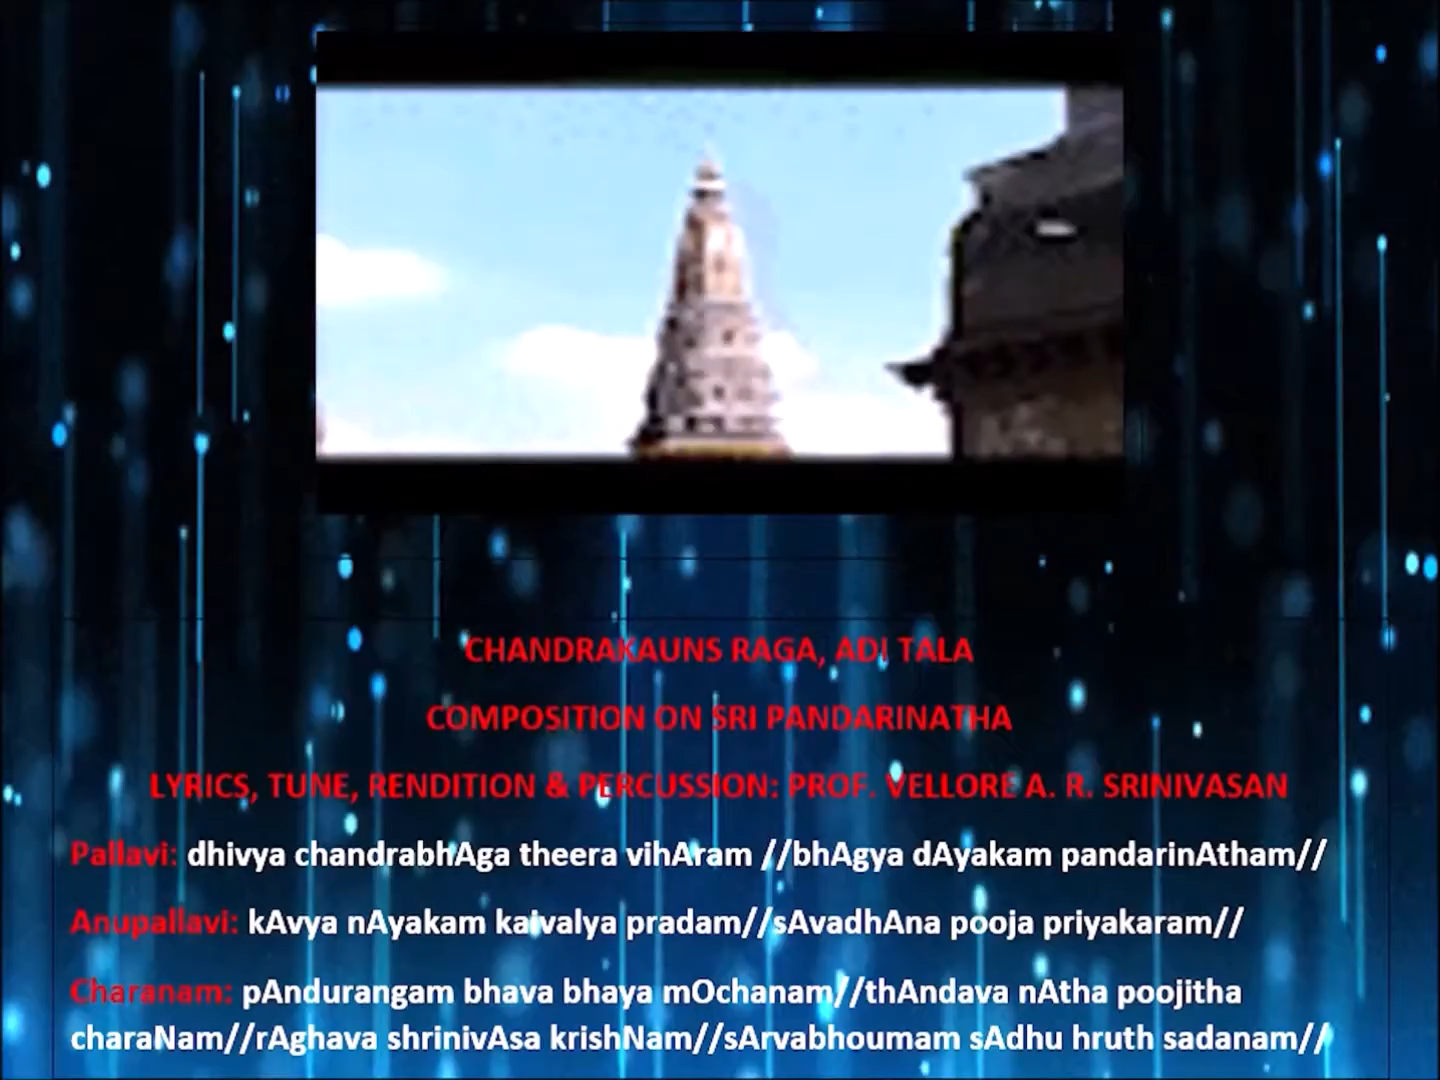 CHANDRAKAUNS RAGA, ADI TALA
COMPOSITION ON SRI PANDARINATHA
LYRICS, TUNE, RENDITION & PERCUSSION: PROF. VELLORE A. R. SRINIVASAN
Pallavi: dhivya chandrabhAga theera vihAram //bhAgya dAyakam pandarinAtham//
Anupallavi: kAvya nAyakam kaivalya pradam//sAvadhAna pooja priyakaram//
Charanam: pAndurangam bhava bhaya mOchanam//thAndava nAtha poojitha
charaNam//rAghava shrinivAsa krishNam//sArvabhoumam sAdhu hruth sadanam//